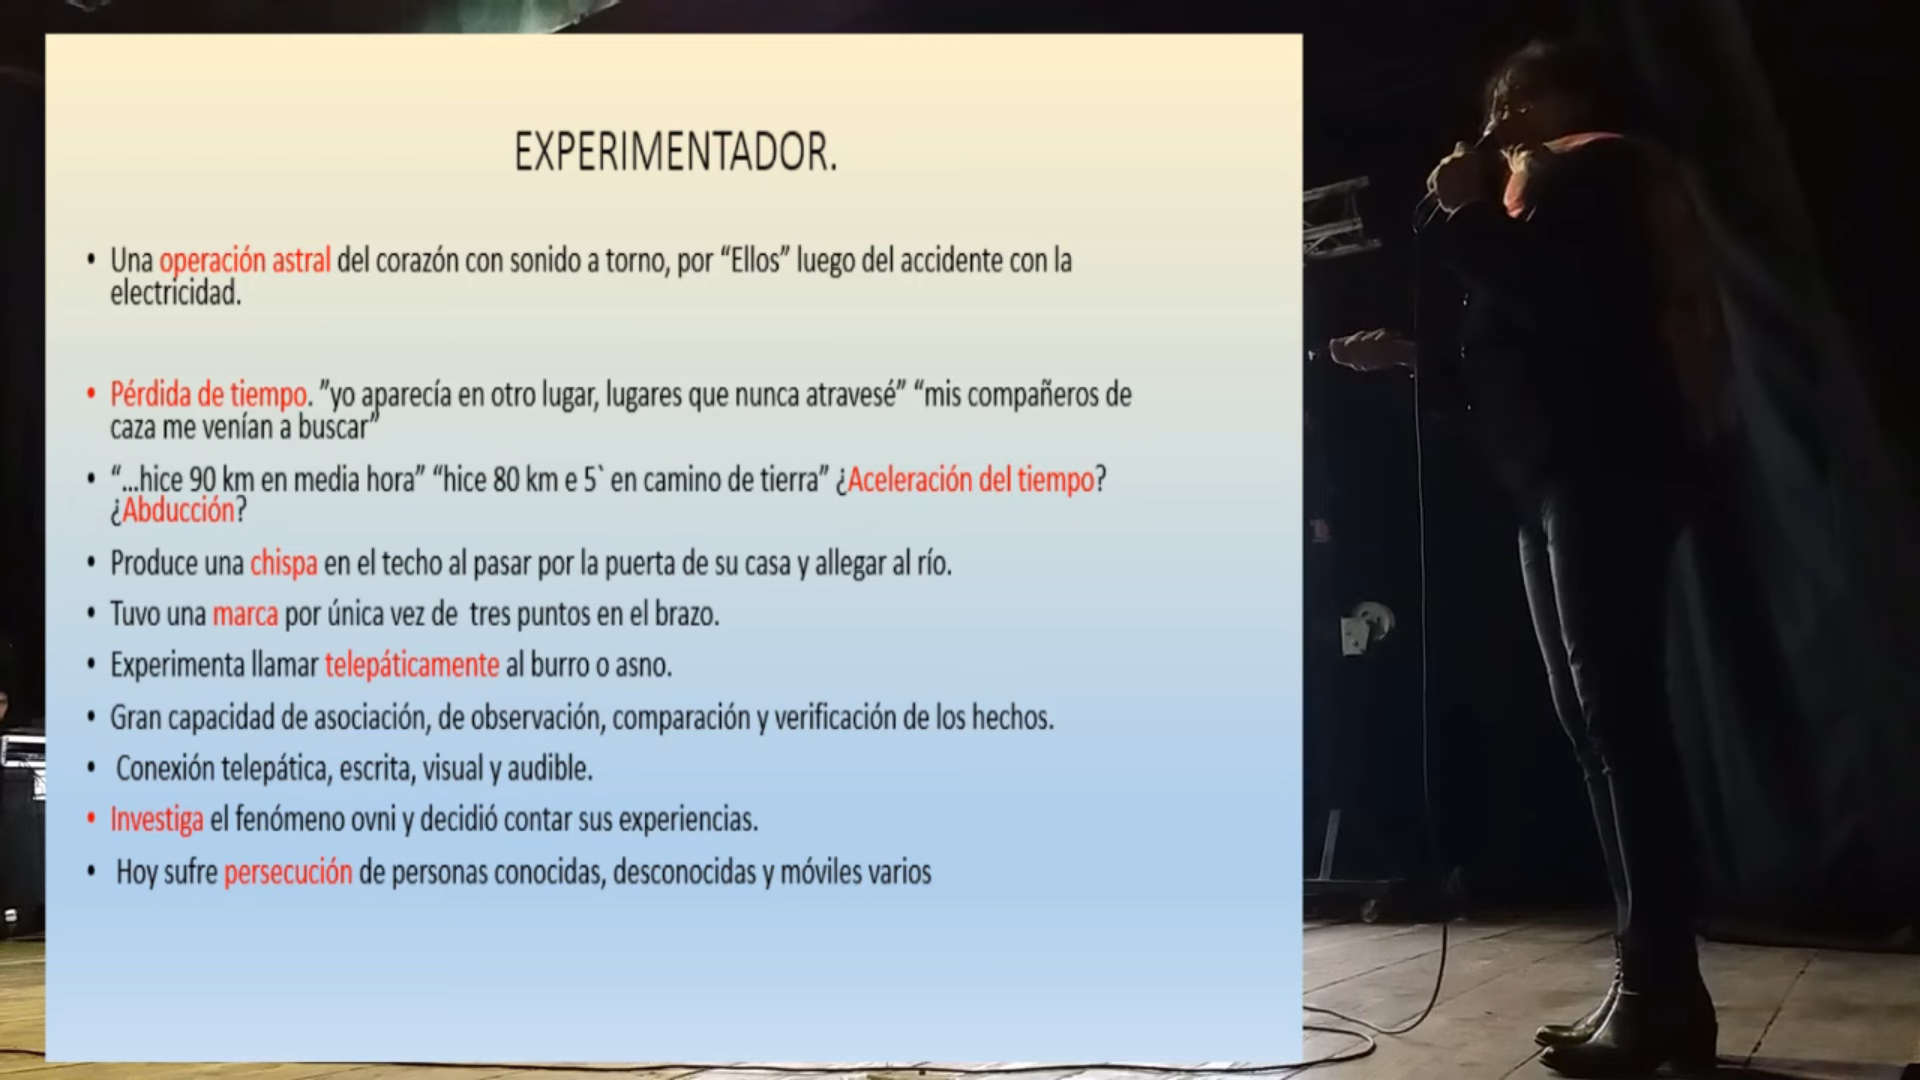 EXPERIMENTADOR.
• Una operación astral del corazón con sonido a torno, por “Ellos” luego del accidente con la
electricidad.
• Pérdida de tiempo. ”yo aparecía en otro lugar, lugares que nunca atravesé” “mis compañeros de
caza me venían a buscar”
• “...hice 90 km en media hora” “hice 80 km e 5` en camino de tierra” ¿Aceleración del tiempo?
¿Abducción?
• Produce una chispa en el techo al pasar por la puerta de su casa y allegar al río.
• Tuvo una marca por única vez de  tres puntos en el brazo.
• Experimenta llamar telepáticamente al burro o asno.
• Gran capacidad de asociación, de observación, comparación y verificación de los hechos.
• Conexión telepática, escrita, visual y audible.
• Investiga el fenómeno ovni y decidió contar sus experiencias.
• Hoy sufre persecución de personas conocidas, desconocidas y móviles varios